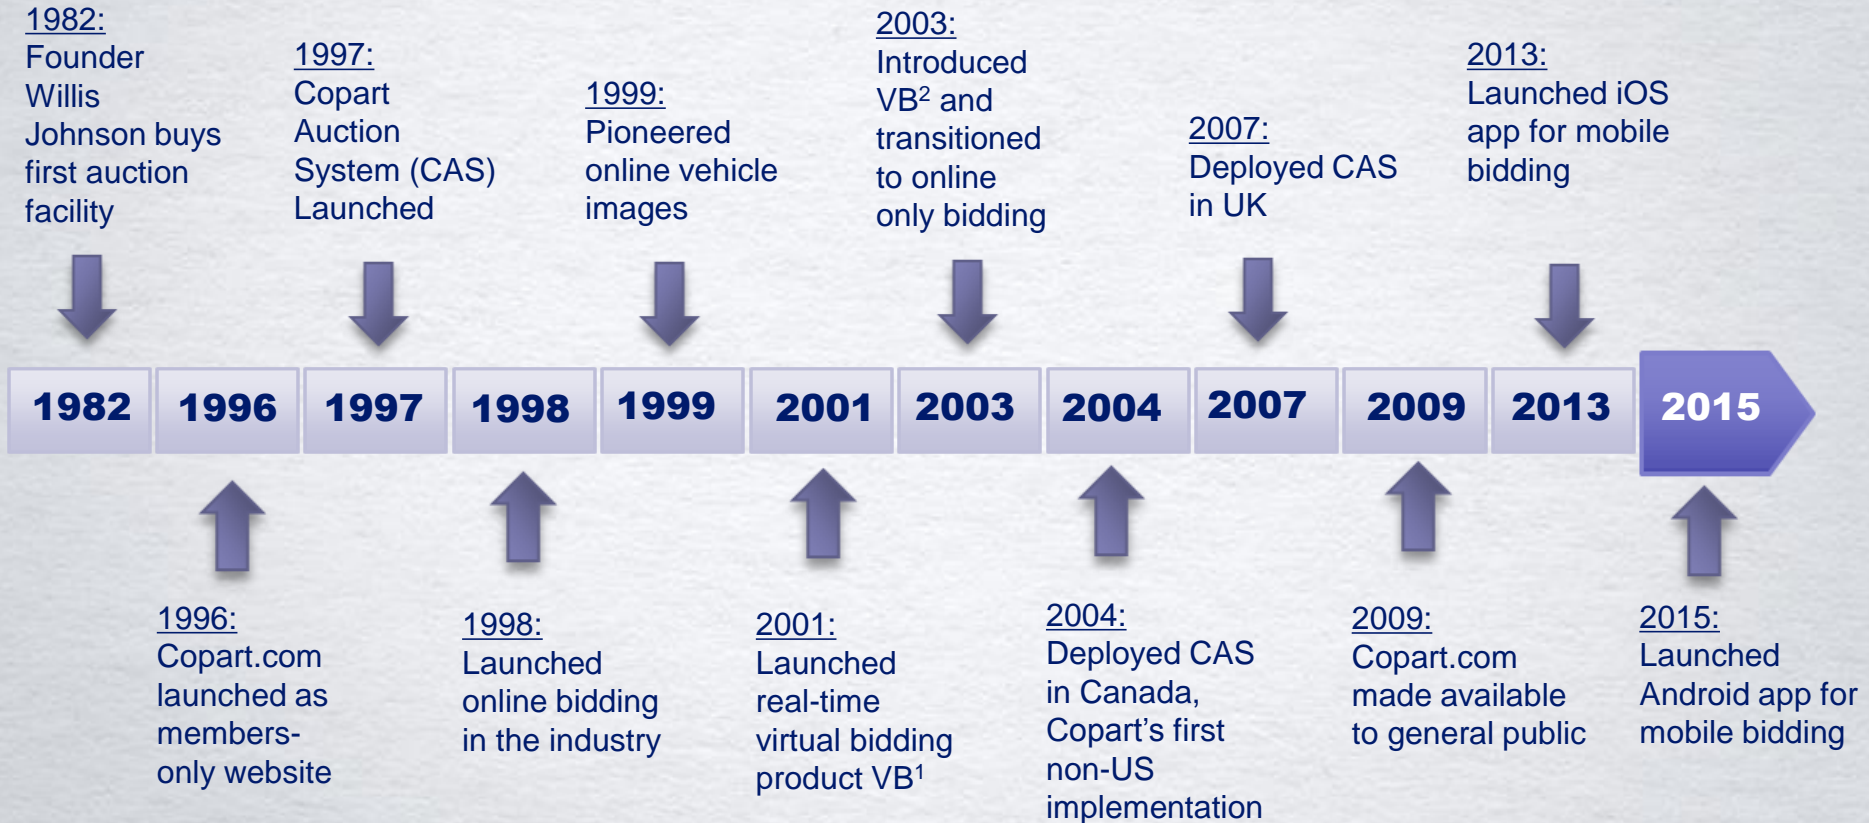 1982:
Founder
Willis
Johnson buys
first auction
facility
1997:
Copart
Auction
System (CAS)
Launched
1999:
Pioneered
online vehicle
images
2003:
Introduced
VB² and
transitioned
to online
only bidding
2007:
Deployed CAS
in UK
2013:
Launched iOS
app for mobile
bidding
1982 1996 1997 1998 1999 2001 2003 2004 2007 2009 2013 2015
1996:
Copart.com
launched as
members-
only website
1998:
Launched
online bidding
in the industry
2001:
Launched
real-time
virtual bidding
product VB¹
2004:
Deployed CAS
in Canada,
Copart’s first
non-US
implementation
2009:
Copart.com
made available
to general public
2015:
Launched
Android app for
mobile bidding